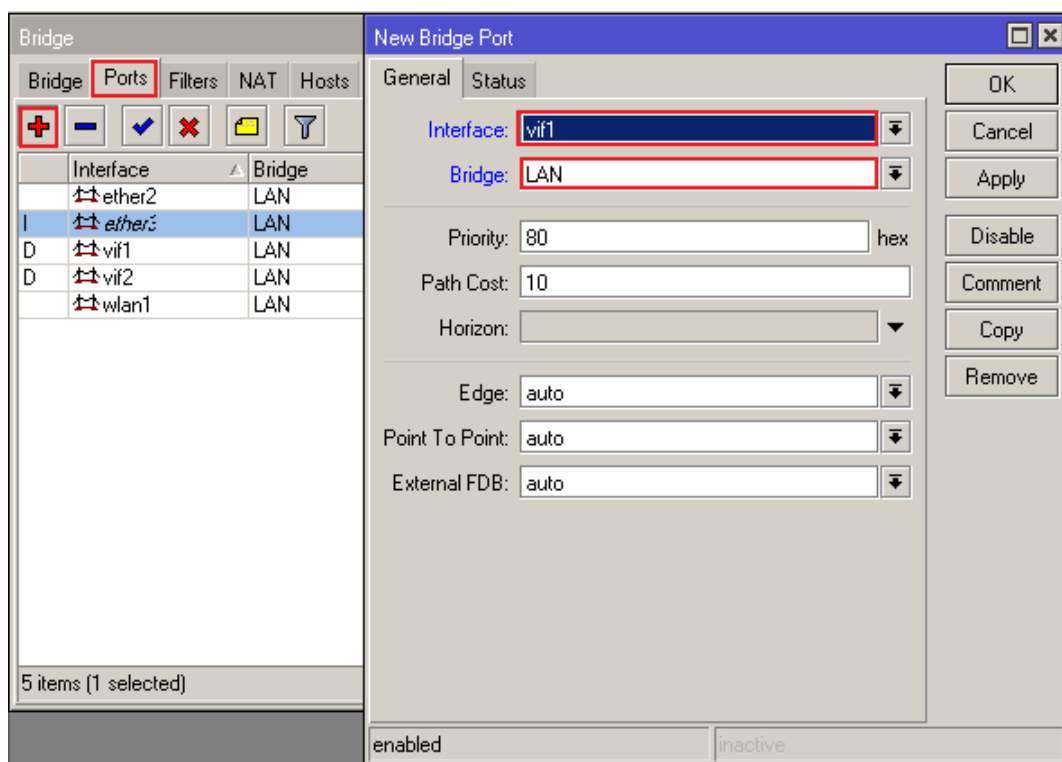 Bridge
Bridge Ports Filters NAT Hosts
Interface Bridge
ether2 LAN
I ether3 LAN
D vif1 LAN
D vif2 LAN
wlan1 LAN
5 items (1 selected)
New Bridge Port
General Status
Interface: vif1
Bridge: LAN
Priority: 80 hex
Path Cost: 10
Horizon:
Edge: auto
Point To Point: auto
External FDB: auto
OK
Cancel
Apply
Disable
Comment
Copy
Remove
enabled inactive